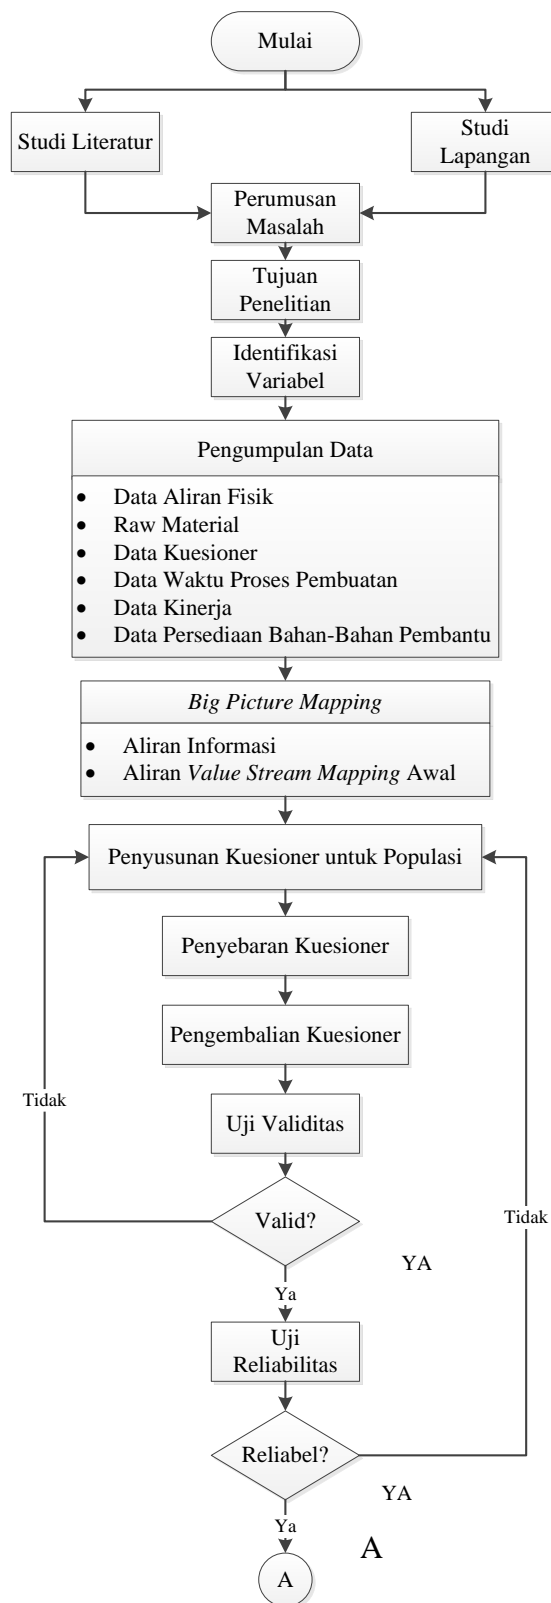 Mulai
Studi Literatur
Studi
Lapangan
Perumusan
Masalah
Tujuan
Penelitian
Identifikasi
Variabel
Pengumpulan Data
• Data Aliran Fisik
• Raw Material
• Data Kuesioner
• Data Waktu Proses Pembuatan
• Data Kinerja
• Data Persediaan Bahan-Bahan Pembantu
Big Picture Mapping
• Aliran Informasi
• Aliran Value Stream Mapping Awal
Penyusunan Kuesioner untuk Populasi
Penyebaran Kuesioner
Pengembalian Kuesioner
Tidak
Uji Validitas
Valid?
Tidak
YA
Ya
Uji
Reliabilitas
Reliabel?
YA
Ya
A
A